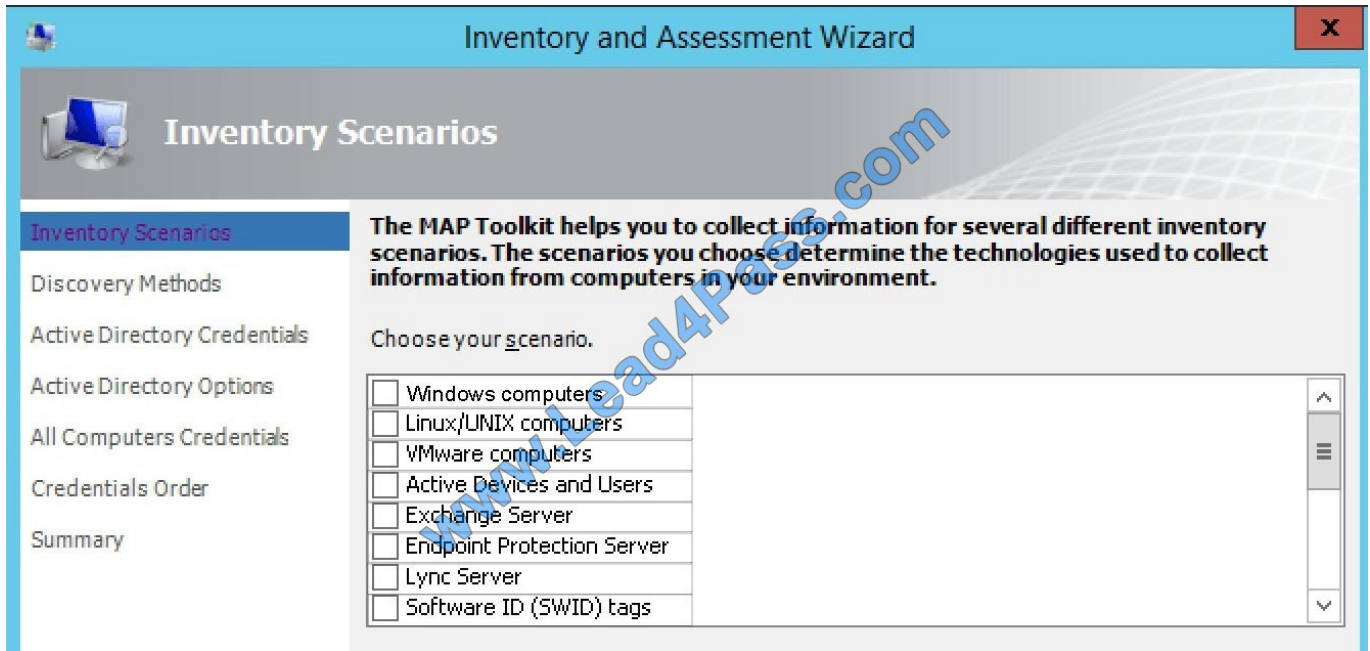 Inventory and Assessment Wizard
x
Inventory Scenarios
Inventory Scenarios
Discovery Methods
Active Directory Credentials
Active Directory Options
All Computers Credentials
Credentials Order
Summary
The MAP Toolkit helps you to collect information for several different inventory
scenarios. The scenarios you choose determine the technologies used to collect
information from computers in your environment.
Choose your scenario.
Windows computers
Linux/UNIX computers
VMware computers
Active Devices and Users
Exchange Server
Endpoint Protection Server
Lync Server
Software ID (SWID) tags
www.Lead4Pass.com